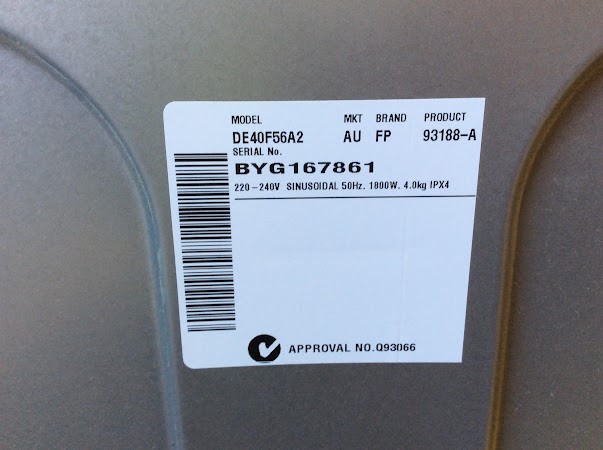 MODEL MKT BRAND PRODUCT
DE40F56A2 AU FP 93188-A
SERIAL No.
BYG167861
220-240V SINUSOIDAL 50Hz. 1800W. 4.0kg IPX4
APPROVAL NO.Q93066